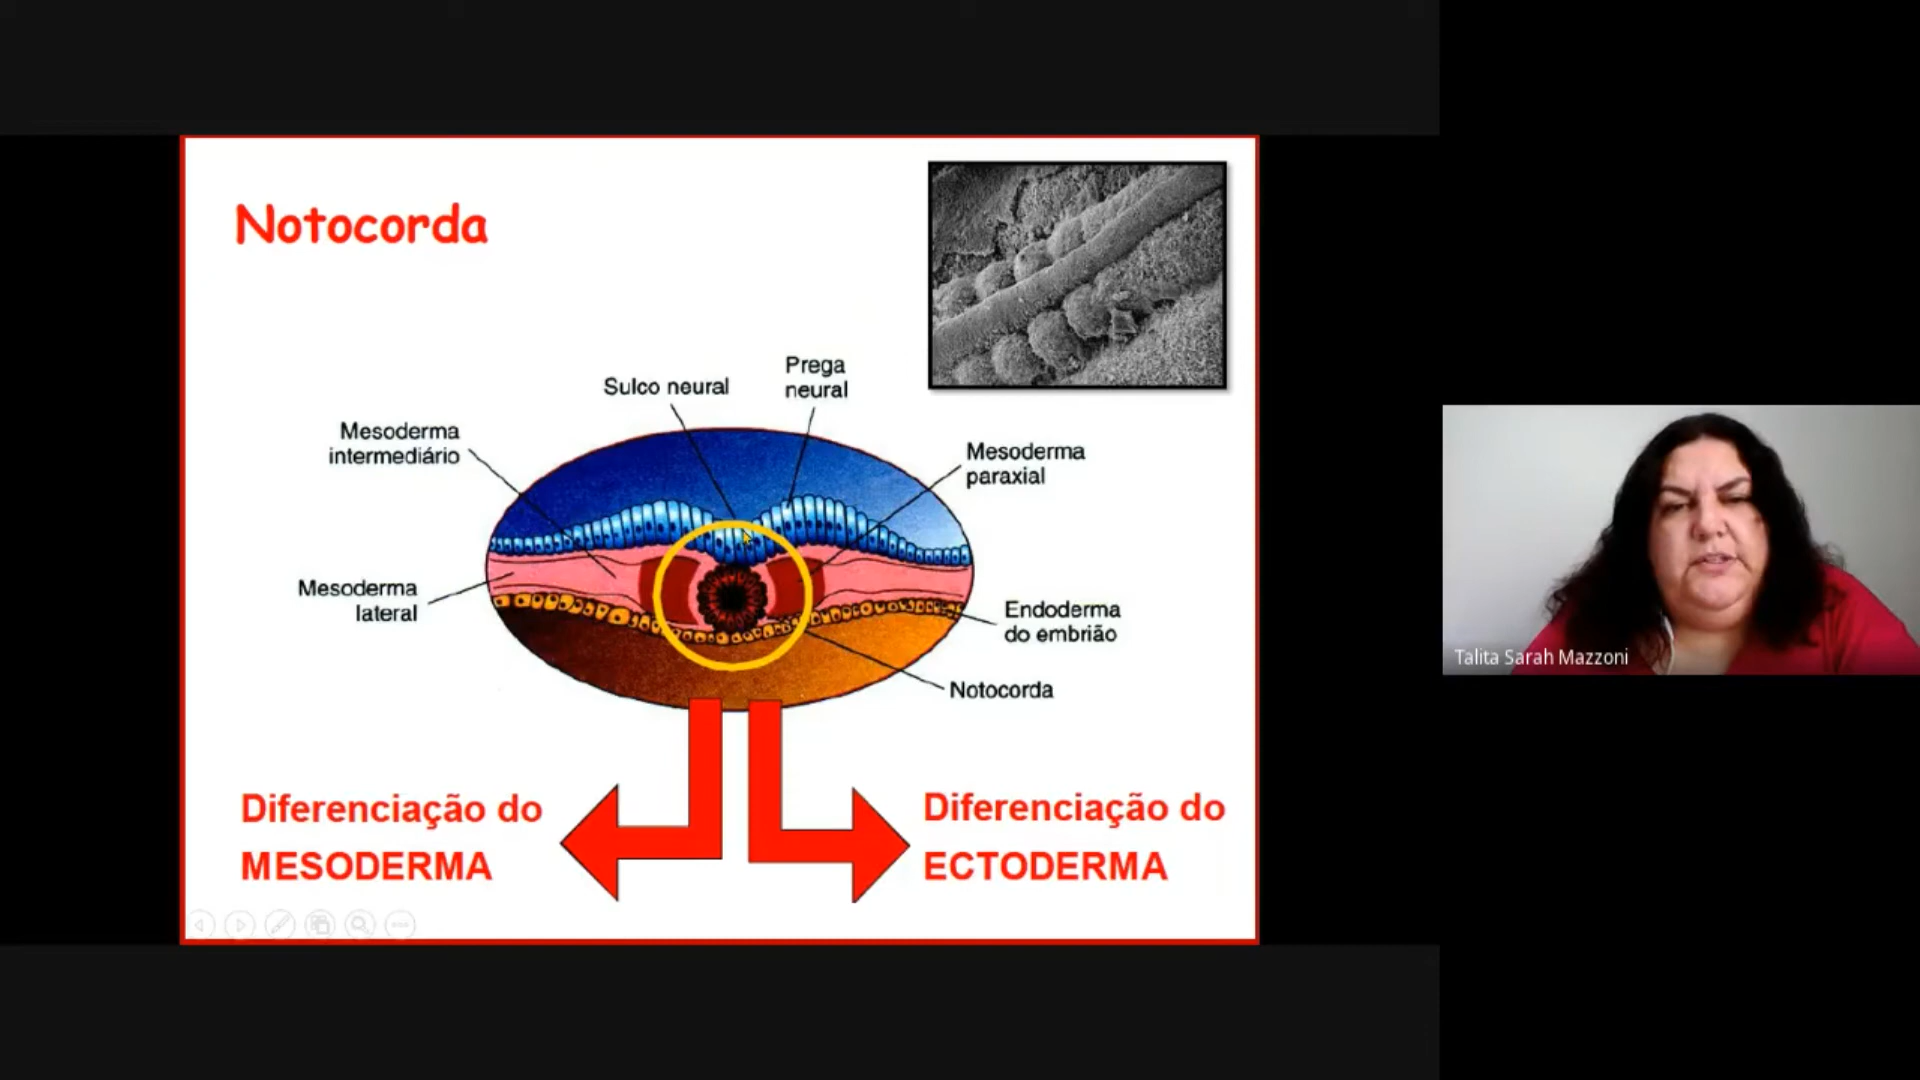 Notocorda
Prega
neural
Sulco neural
Mesoderma
intermediário
Mesoderma
paraxial
Mesoderma
lateral
Endoderma
do embrião
Notocorda
Diferenciação do
MESODERMA
Diferenciação do
ECTODERMA
Talita Sarah Mazzoni